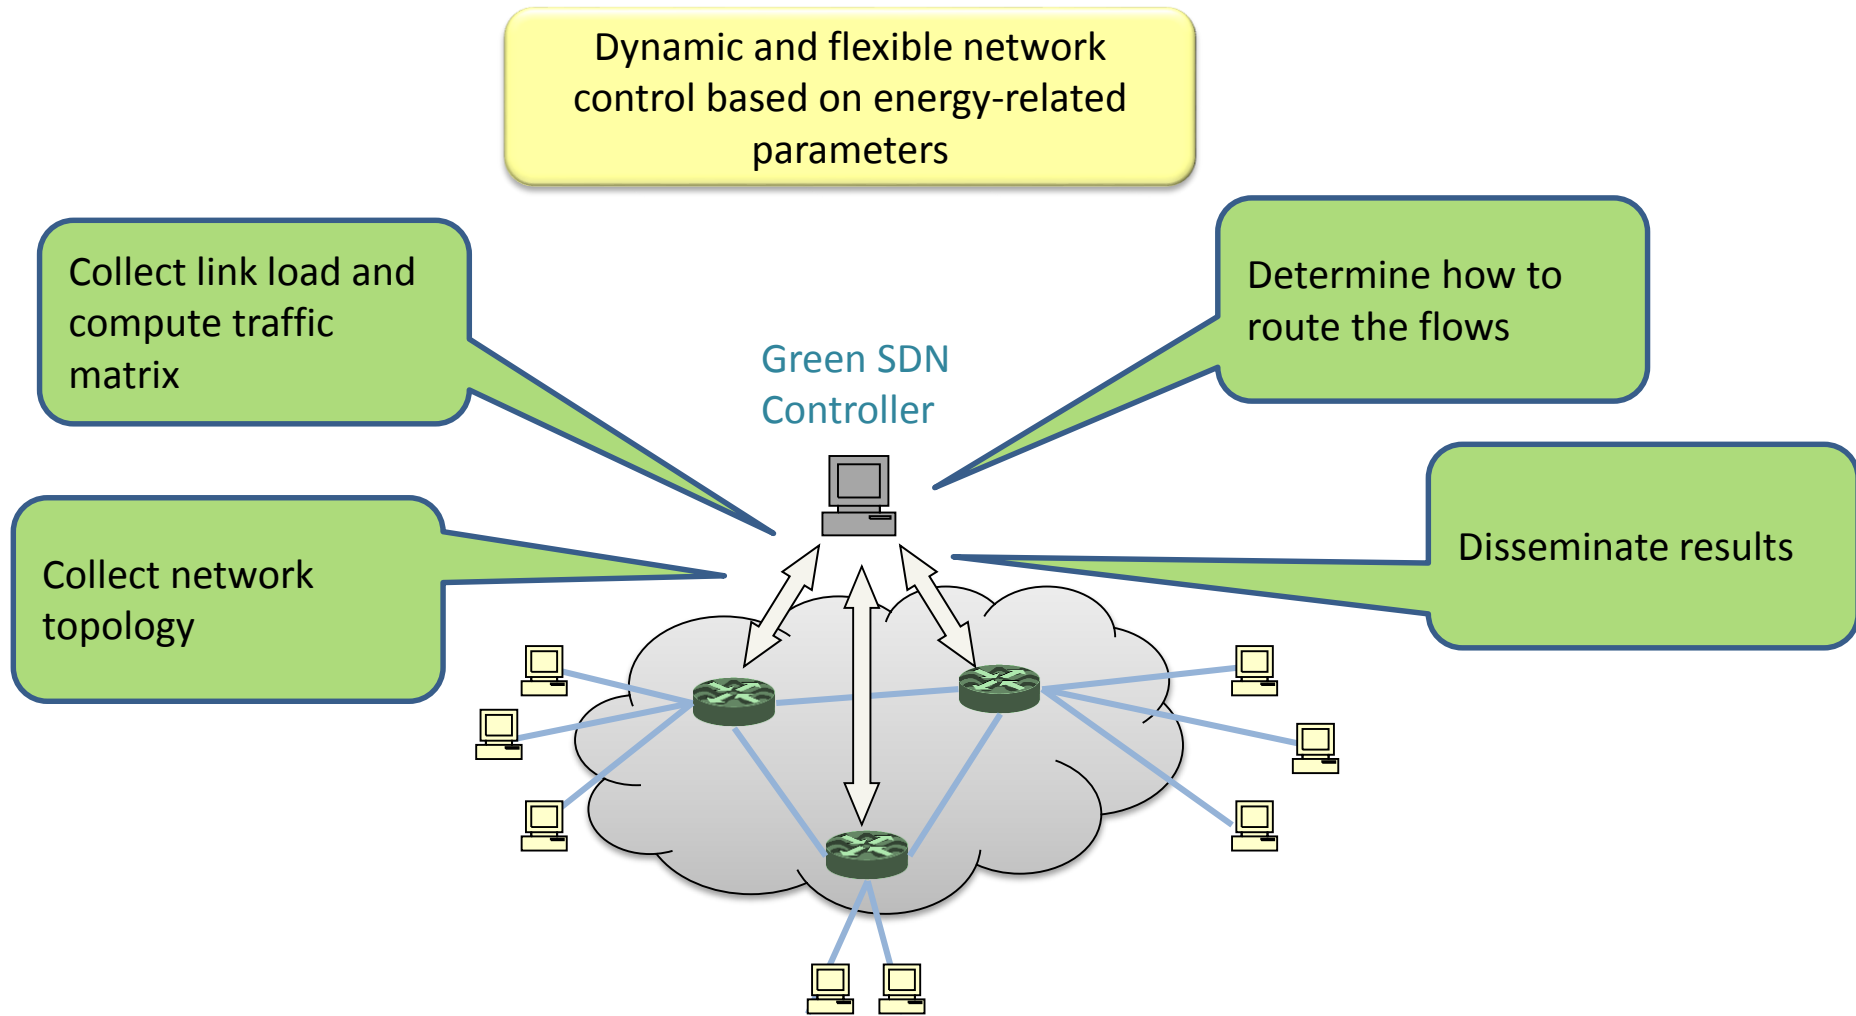 Dynamic and flexible network
control based on energy-related
parameters
Collect link load and
compute traffic
matrix
Determine how to
route the flows
Green SDN
Controller
Collect network
topology
Disseminate results